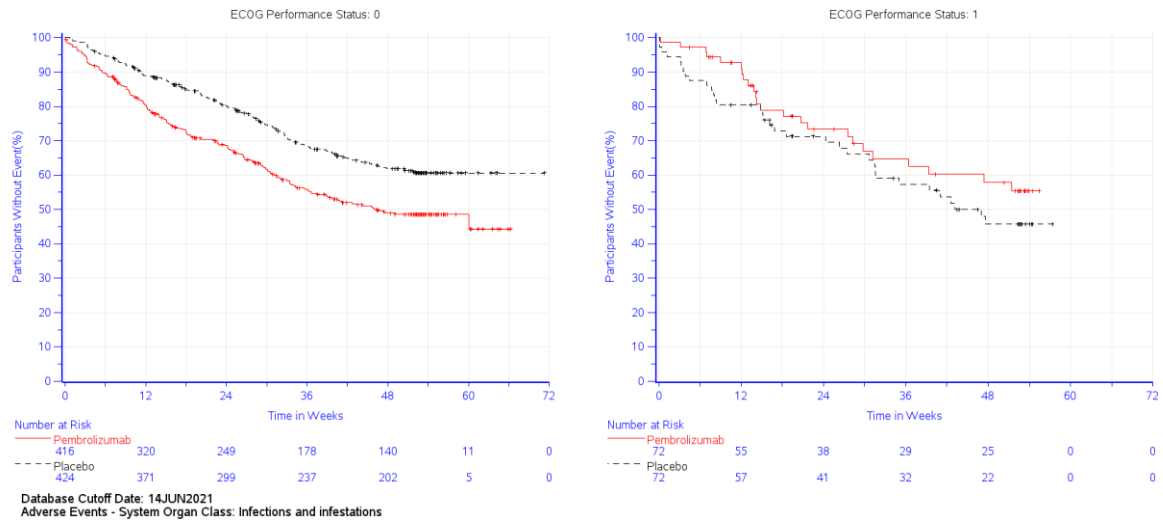 ECOG Performance Status: 0
Participants Without Event(%)
100
90
80
70
60
50
40
30
20
10
0
0 12 24 36 48 60 72
Time in Weeks
Number at Risk
Pembrolizumab
416 320 249 178 140 11 0
Placebo
424 371 299 237 202 5 0
ECOG Performance Status: 1
Participants Without Event(%)
100
90
80
70
60
50
40
30
20
10
0
0 12 24 36 48 60 72
Time in Weeks
Number at Risk
Pembrolizumab
72 55 38 29 25 0 0
Placebo
72 57 41 32 22 0 0
Database Cutoff Date: 14JUN2021
Adverse Events - System Organ Class: Infections and infestations